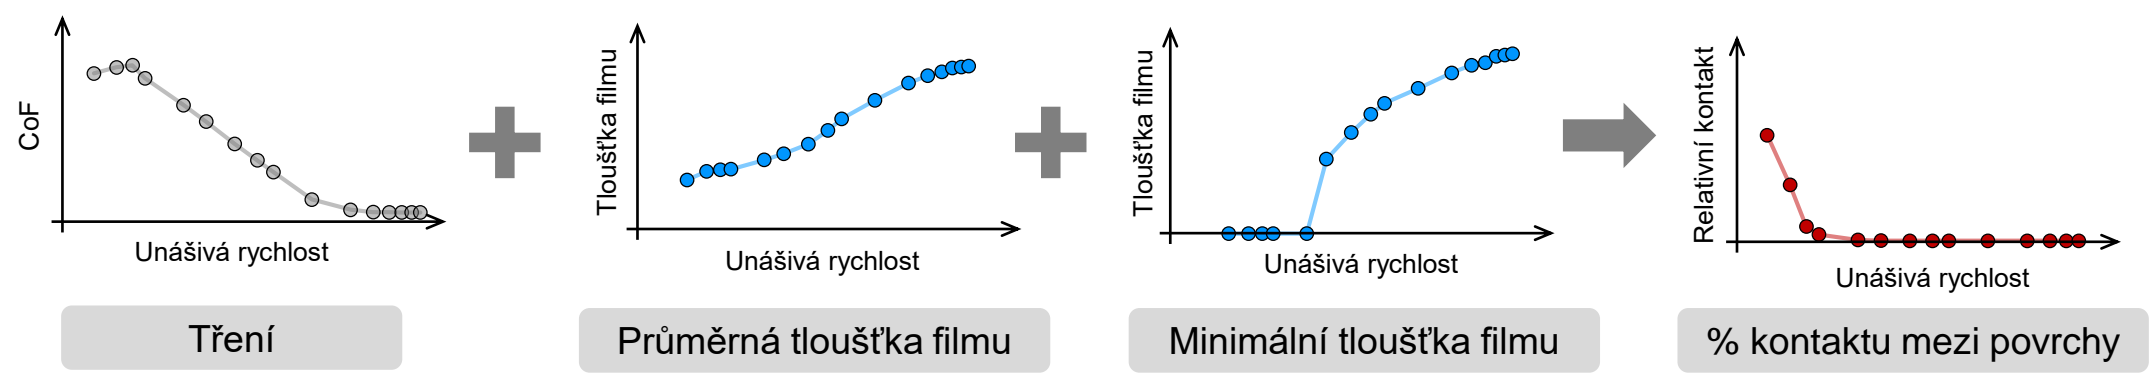 CoF
Unášivá rychlost
Tření
Tloušťka filmu
Unášivá rychlost
Průměrná tloušťka filmu
Tloušťka filmu
Unášivá rychlost
Minimální tloušťka filmu
Relativní kontakt
Unášivá rychlost
% kontaktu mezi povrchy